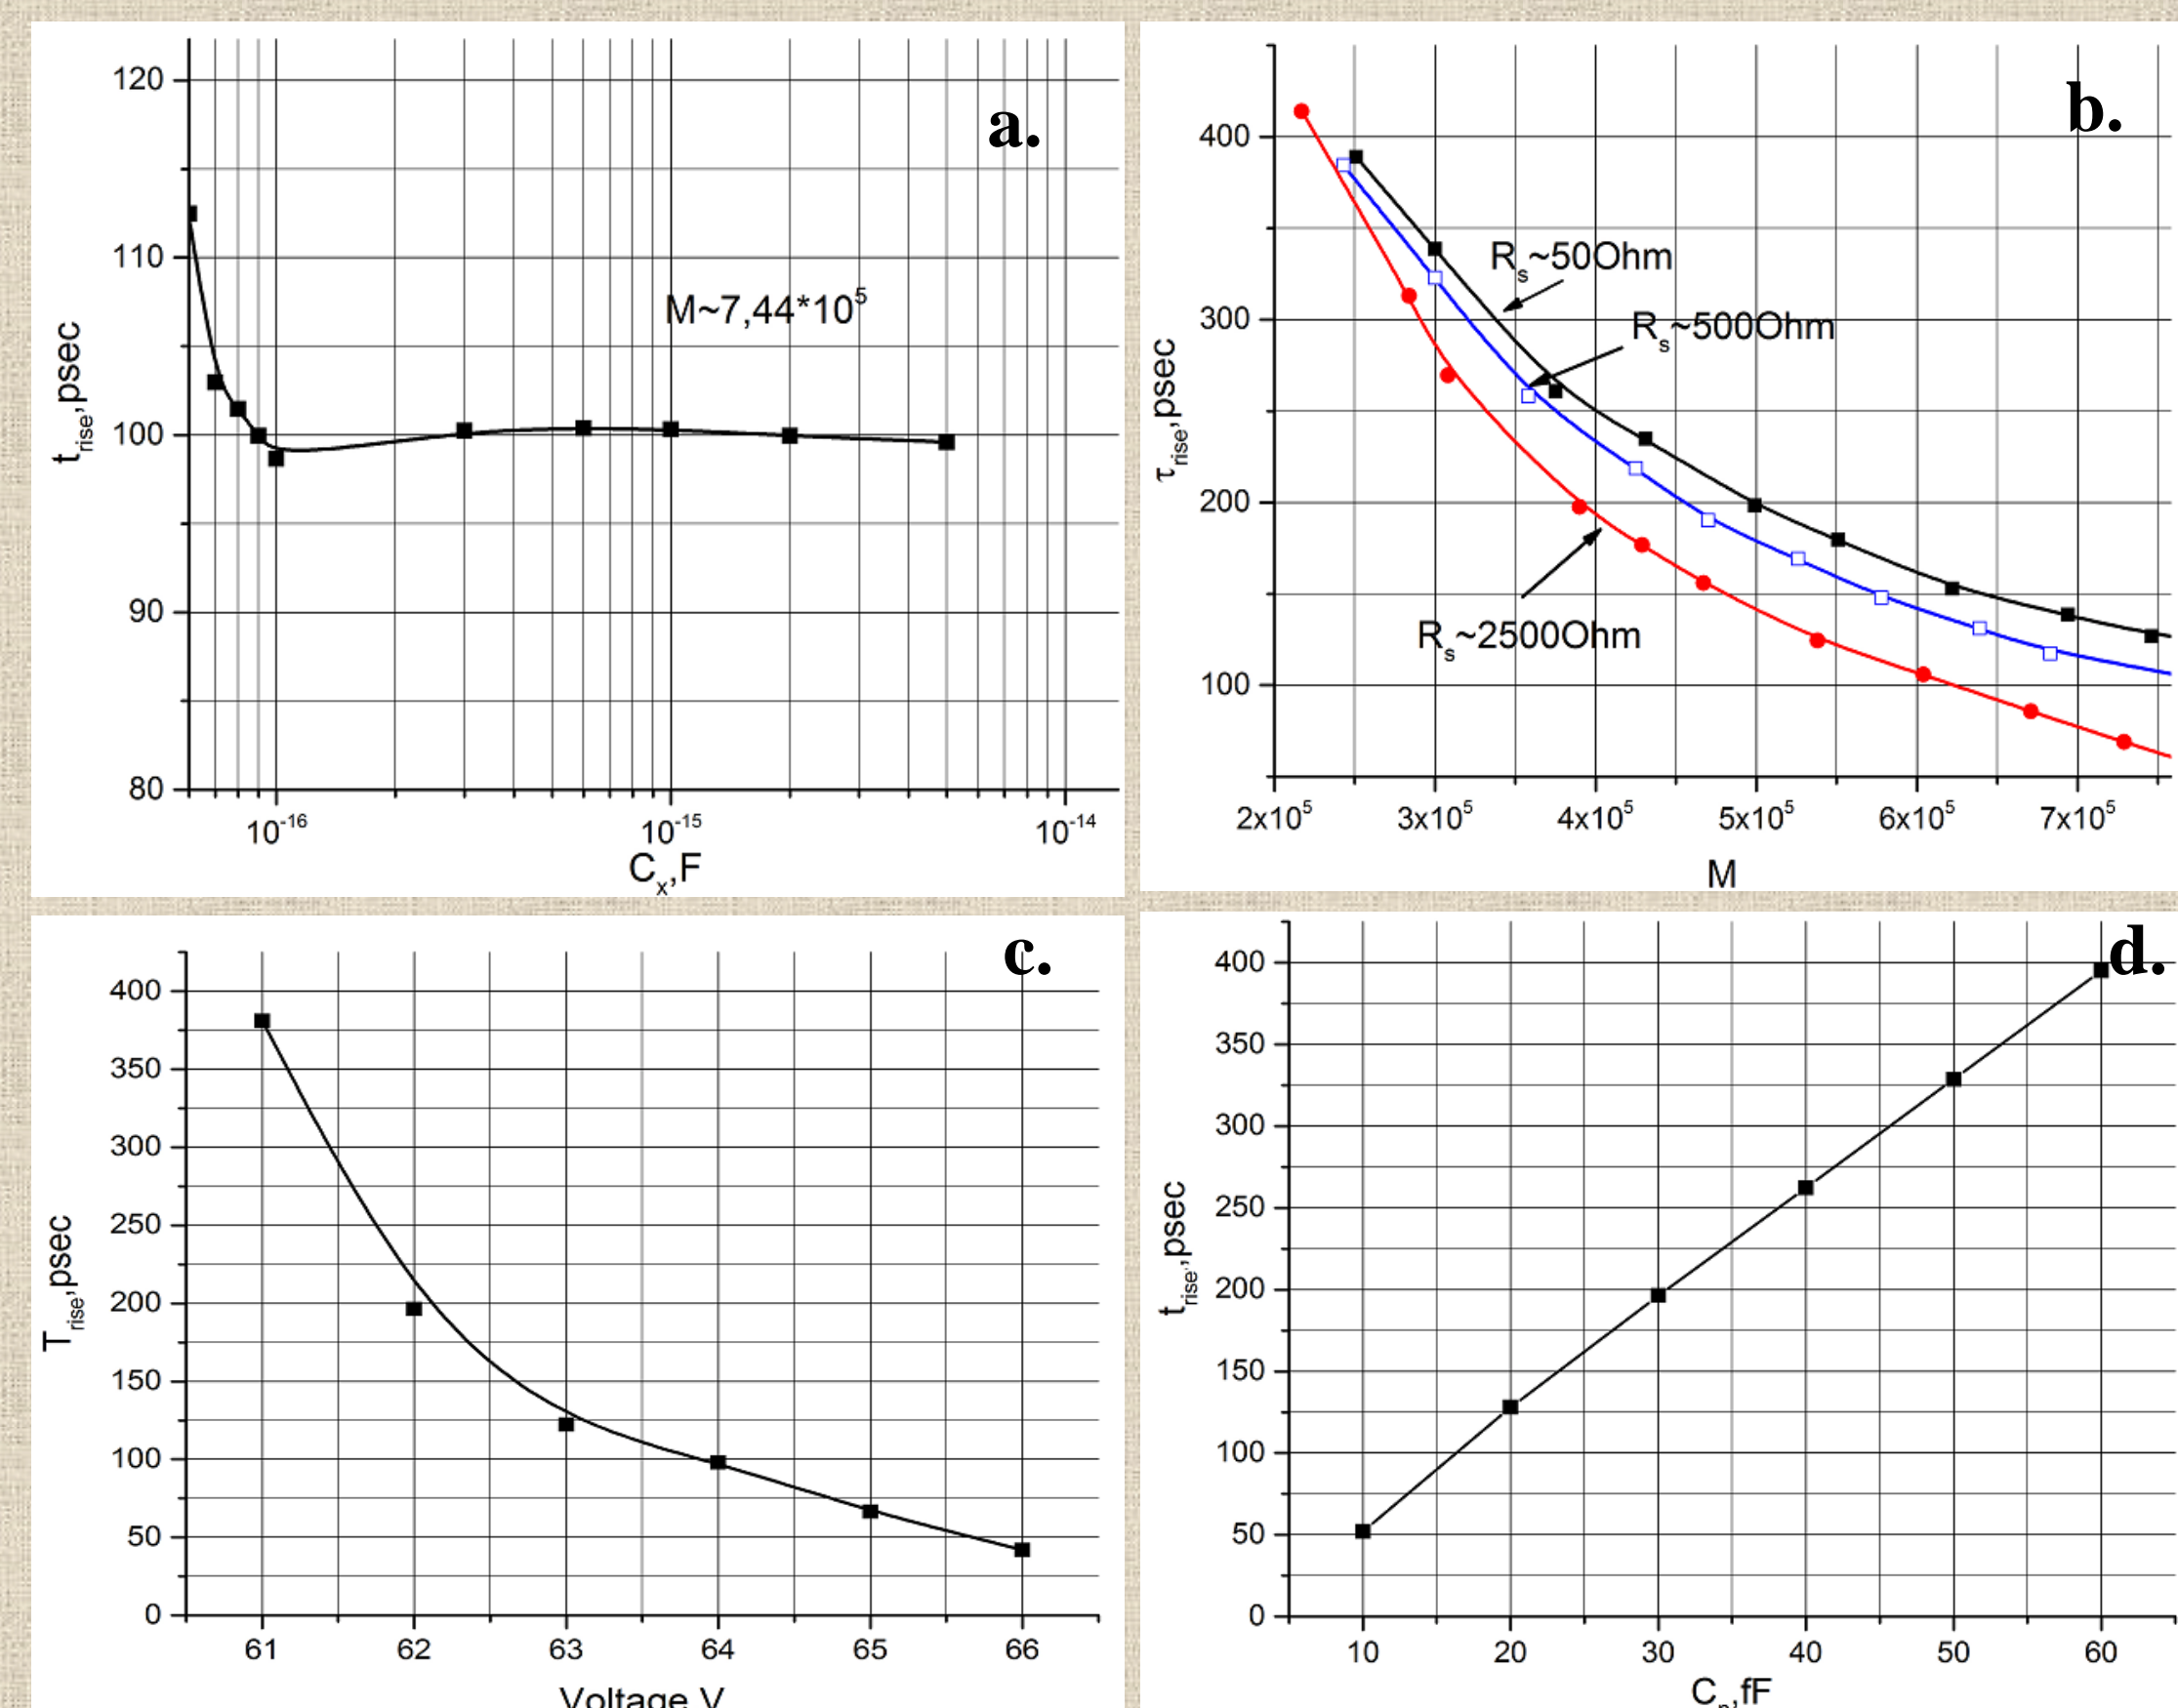 a.
120
110
100
90
80
t_rise,psec
M~7,44*10^5
10^-16 10^-15 10^-14
C_x,F
b.
400
300
200
100
τ_rise,psec
R_s~50Ohm
R_s~500Ohm
R_s~2500Ohm
2x10^5 3x10^5 4x10^5 5x10^5 6x10^5 7x10^5
M
c.
400
350
300
250
200
150
100
50
0
T_rise,psec
61 62 63 64 65 66
Voltage,V
d.
400
350
300
250
200
150
100
50
0
t_rise,psec
10 20 30 40 50 60
fF